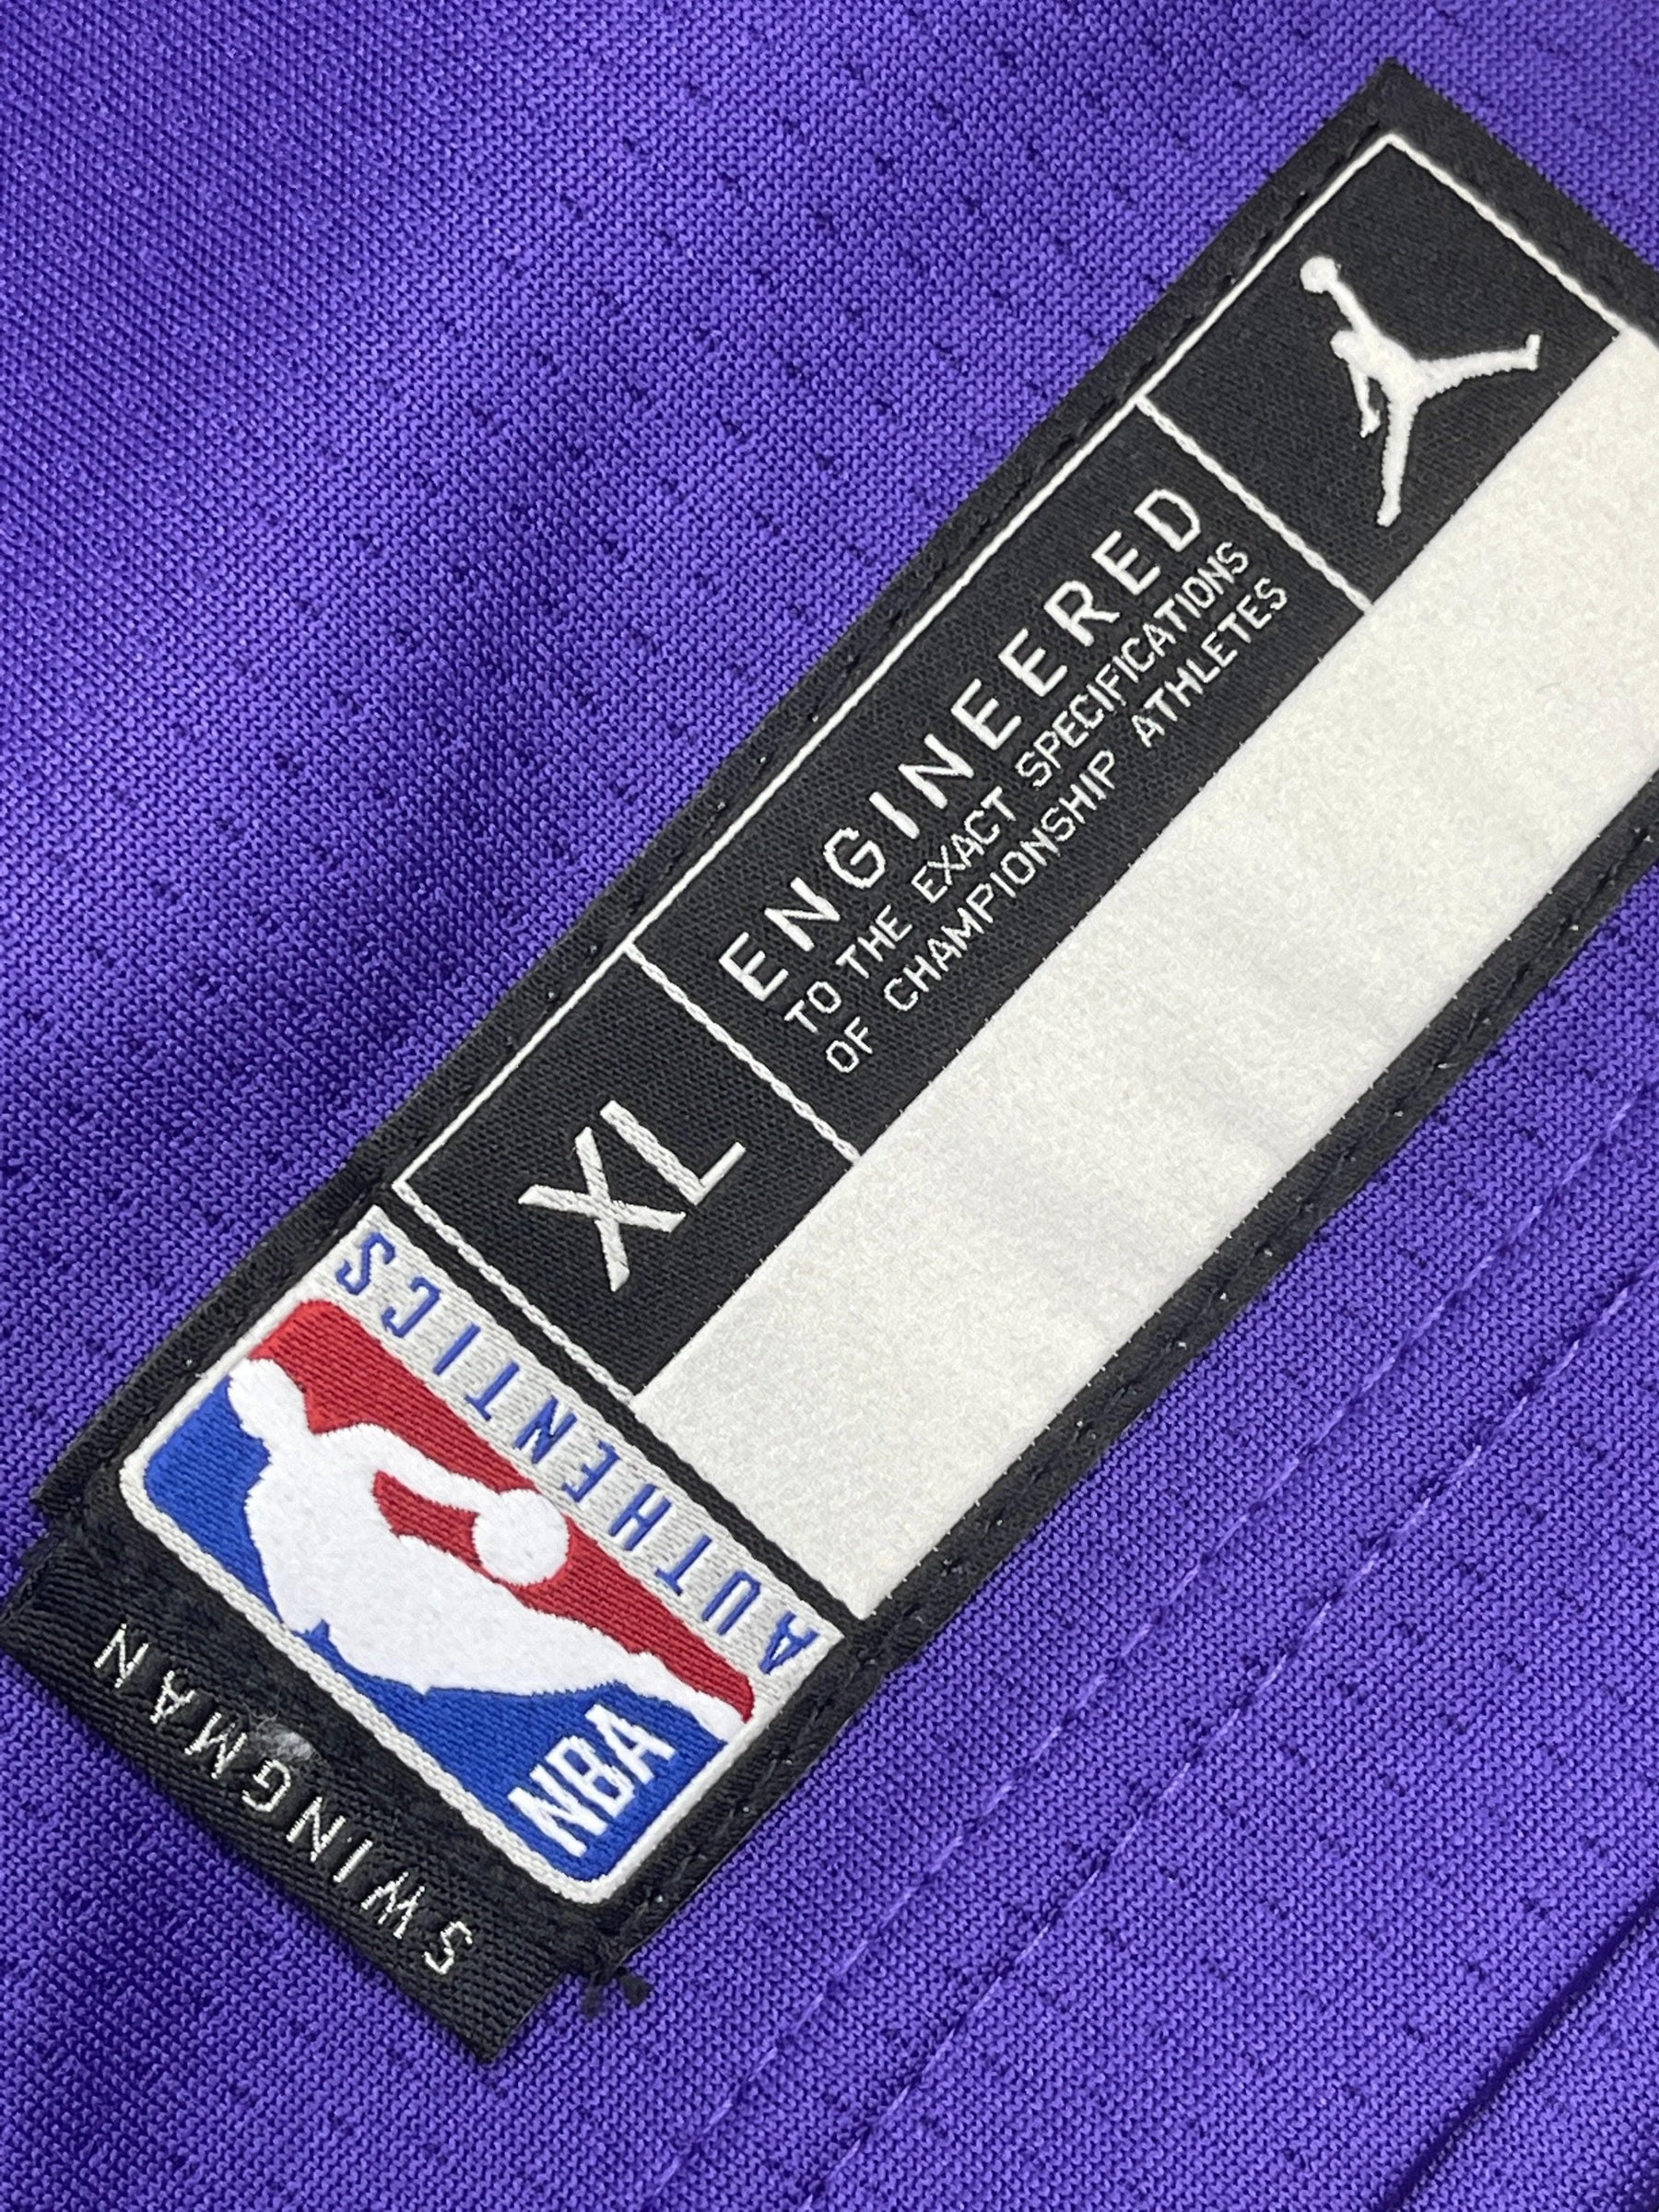 ENGINEERED
TO THE EXACT SPECIFICATIONS
OF CHAMPIONSHIP ATHLETES
XL
AUTHENTICS
NBA
SWINGMAN